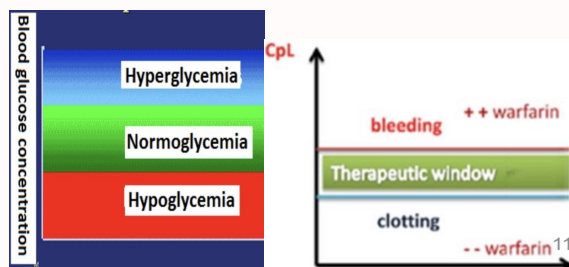 Blood glucose concentration
Hyperglycemia
Normoglycemia
Hypoglycemia
CpL
bleeding
+ + warfarin
Therapeutic window
clotting
- - warfarin
11